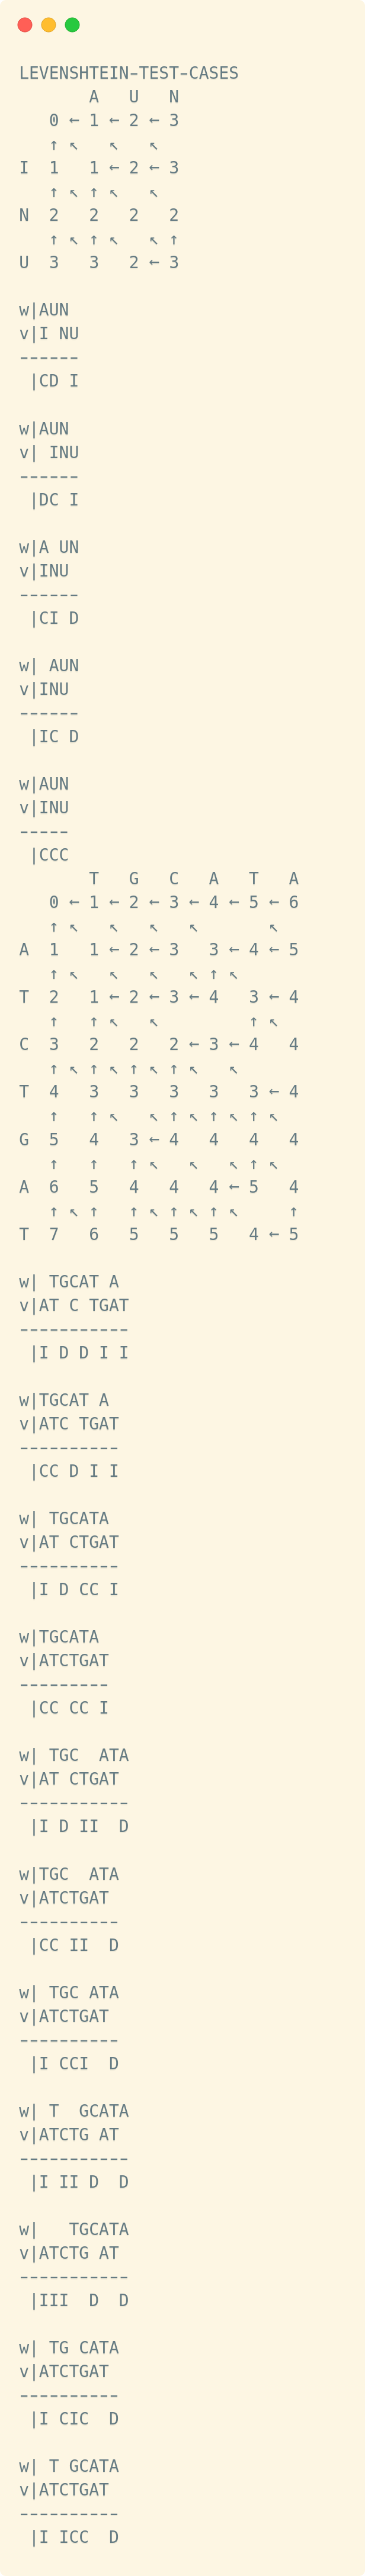 LEVENSHTEIN-TEST-CASES
       A   U   N
   0 ← 1 ← 2 ← 3
   ↑ ↖   ↖   ↖
I  1   1 ← 2 ← 3
   ↑ ↖ ↑ ↖   ↖
N  2   2   2   2
   ↑ ↖ ↑ ↖   ↖ ↑
U  3   3   2 ← 3

w|AUN
v|I NU
------
 |CD I

w|AUN
v| INU
------
 |DC I

w|A UN
v|INU
------
 |CI D

w| AUN
v|INU
------
 |IC D

w|AUN
v|INU
-----
 |CCC
       T   G   C   A   T   A
   0 ← 1 ← 2 ← 3 ← 4 ← 5 ← 6
   ↑ ↖   ↖   ↖   ↖       ↖
A  1   1 ← 2 ← 3   3 ← 4 ← 5
   ↑ ↖   ↖   ↖   ↖ ↑ ↖
T  2   1 ← 2 ← 3 ← 4   3 ← 4
   ↑   ↑ ↖   ↖         ↑ ↖
C  3   2   2   2 ← 3 ← 4   4
   ↑ ↖ ↑ ↖ ↑ ↖ ↑ ↖   ↖
T  4   3   3   3   3   3 ← 4
   ↑   ↑ ↖   ↖ ↑ ↖ ↑ ↖ ↑ ↖
G  5   4   3 ← 4   4   4   4
   ↑   ↑   ↑ ↖   ↖   ↖ ↑ ↖
A  6   5   4   4   4 ← 5   4
   ↑ ↖ ↑   ↑ ↖ ↑ ↖ ↑ ↖     ↑
T  7   6   5   5   5   4 ← 5

w| TGCAT A
v|AT C TGAT
-----------
 |I D D I I

w|TGCAT A
v|ATC TGAT
----------
 |CC D I I

w| TGCATA
v|AT CTGAT
----------
 |I D CC I

w|TGCATA
v|ATCTGAT
---------
 |CC CC I

w| TGC  ATA
v|AT CTGAT
-----------
 |I D II  D

w|TGC  ATA
v|ATCTGAT
----------
 |CC II  D

w| TGC ATA
v|ATCTGAT
----------
 |I CCI  D

w| T  GCATA
v|ATCTG AT
-----------
 |I II D  D

w|   TGCATA
v|ATCTG AT
-----------
 |III  D  D

w| TG CATA
v|ATCTGAT
----------
 |I CIC  D

w| T GCATA
v|ATCTGAT
----------
 |I ICC  D